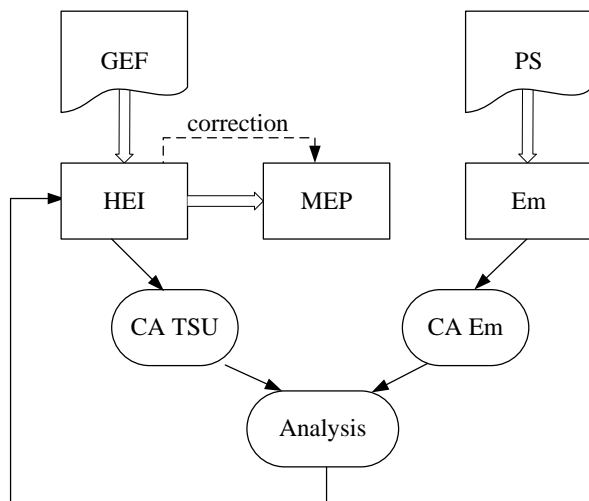 GEF
PS
correction
HEI
MEP
Em
CA TSU
CA Em
Analysis